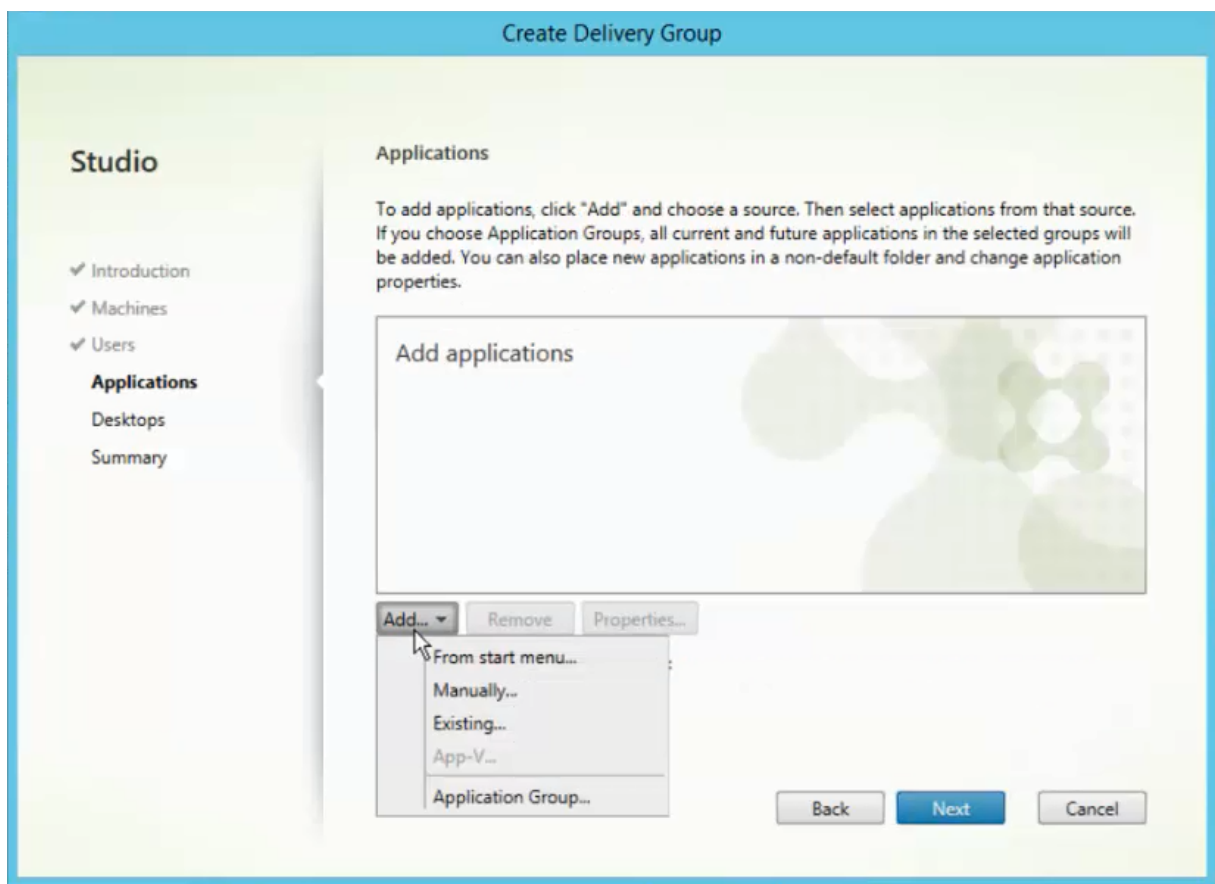 Create Delivery Group
Studio
✔ Introduction
✔ Machines
✔ Users
Applications
Desktops
Summary
Applications
To add applications, click "Add" and choose a source. Then select applications from that source.
If you choose Application Groups, all current and future applications in the selected groups will
be added. You can also place new applications in a non-default folder and change application
properties.
Add applications
Add... Remove Properties...
From start menu...
Manually...
Existing...
App-V...
Application Group...
Back Next Cancel